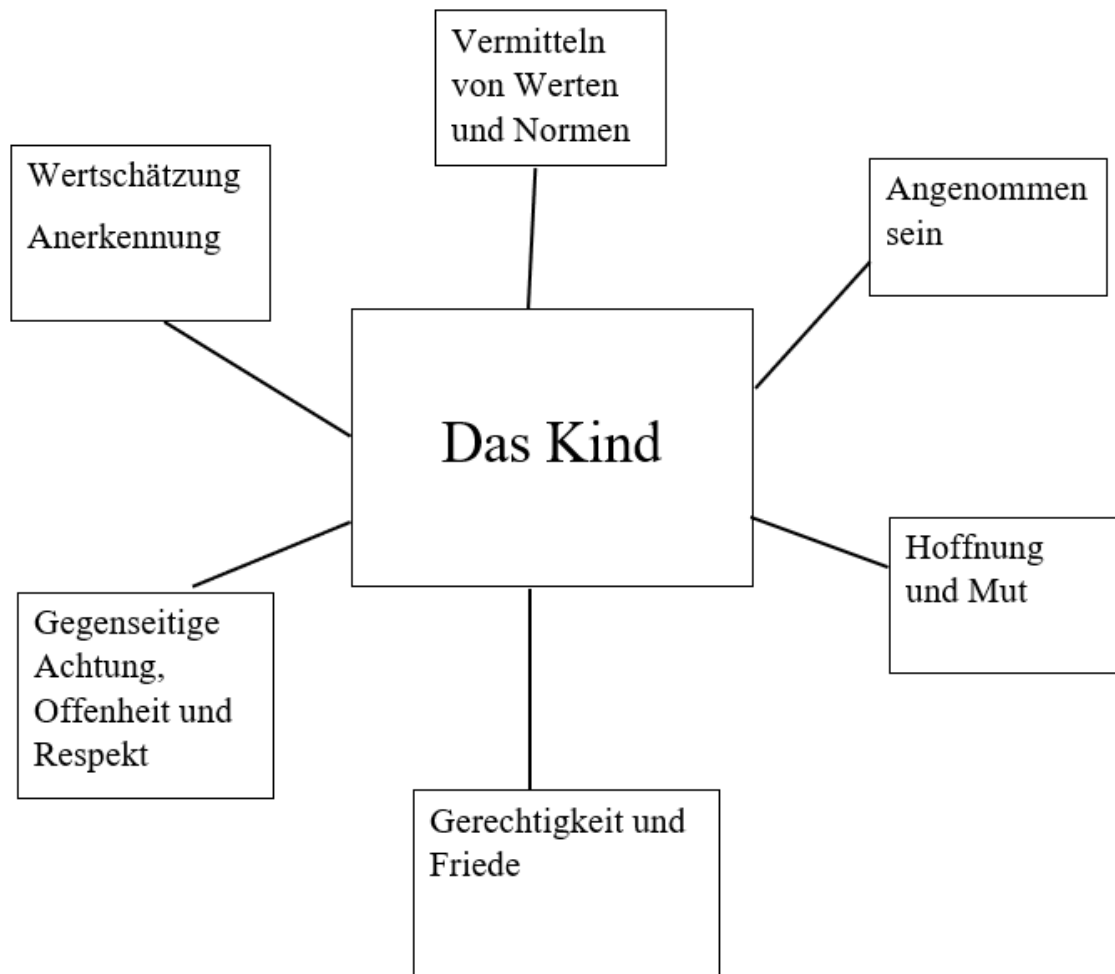 Vermitteln
von Werten
und Normen
Wertschätzung
Anerkennung
Angenommen
sein
Das Kind
Hoffnung
und Mut
Gegenseitige
Achtung,
Offenheit und
Respekt
Gerechtigkeit und
Friede